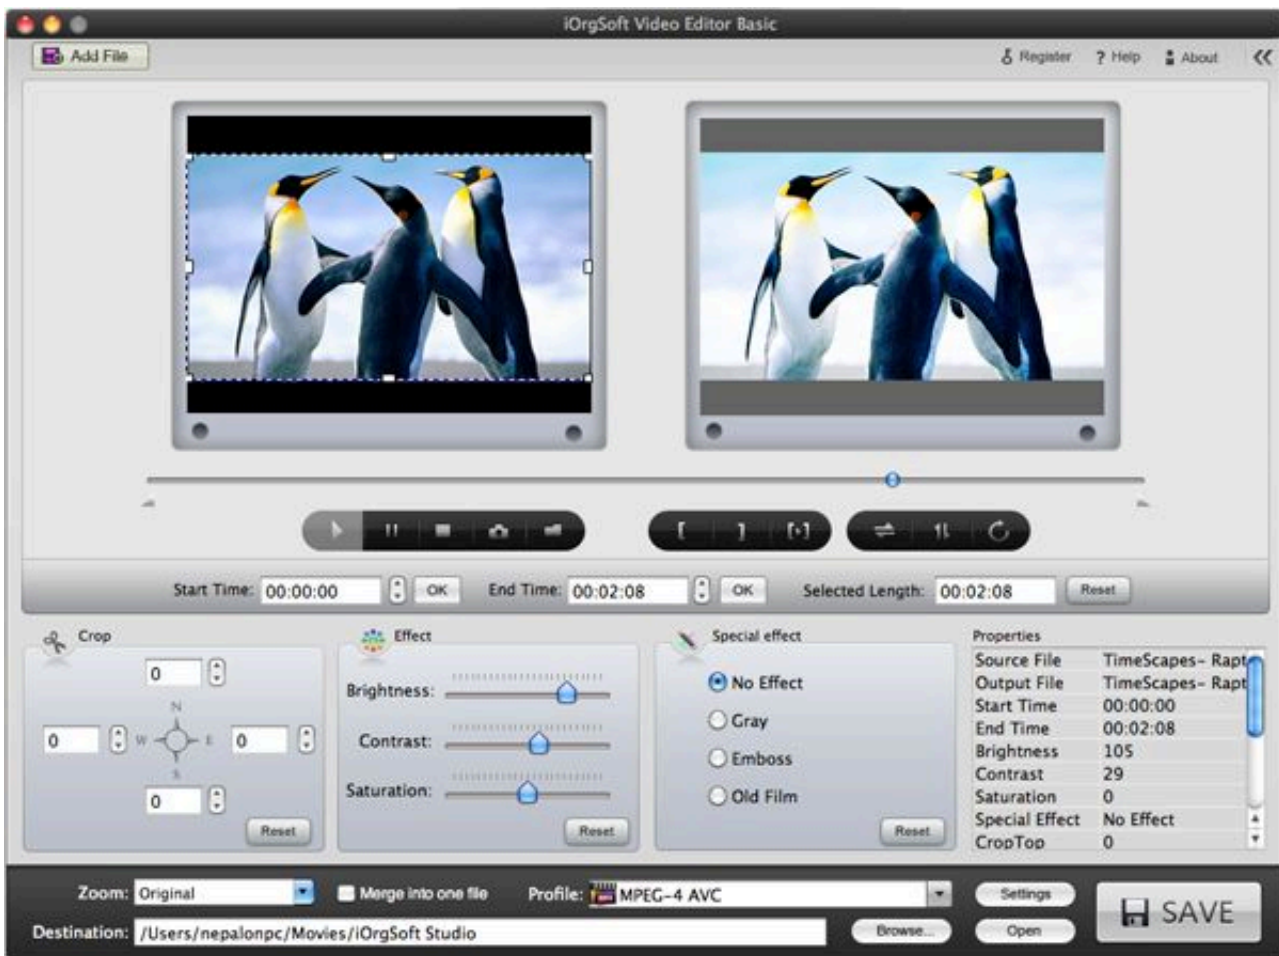 iOrgSoft Video Editor Basic
Add File
Register
? Help
About
Start Time: 00:00:00 OK End Time: 00:02:08 OK Selected Length: 00:02:08 Reset
Crop
0
N
0 W E 0
S
0
Reset
Effect
Brightness:
Contrast:
Saturation:
Reset
Special effect
No Effect
Gray
Emboss
Old Film
Reset
Properties
Source File TimeScapes- Rapt
Output File TimeScapes- Rapt
Start Time 00:00:00
End Time 00:02:08
Brightness 105
Contrast 29
Saturation 0
Special Effect No Effect
CropTop 0
Zoom: Original Merge into one file Profile: MPEG-4 AVC Settings
Destination: /Users/nepalonpc/Movies/iOrgSoft Studio Browse... Open
SAVE